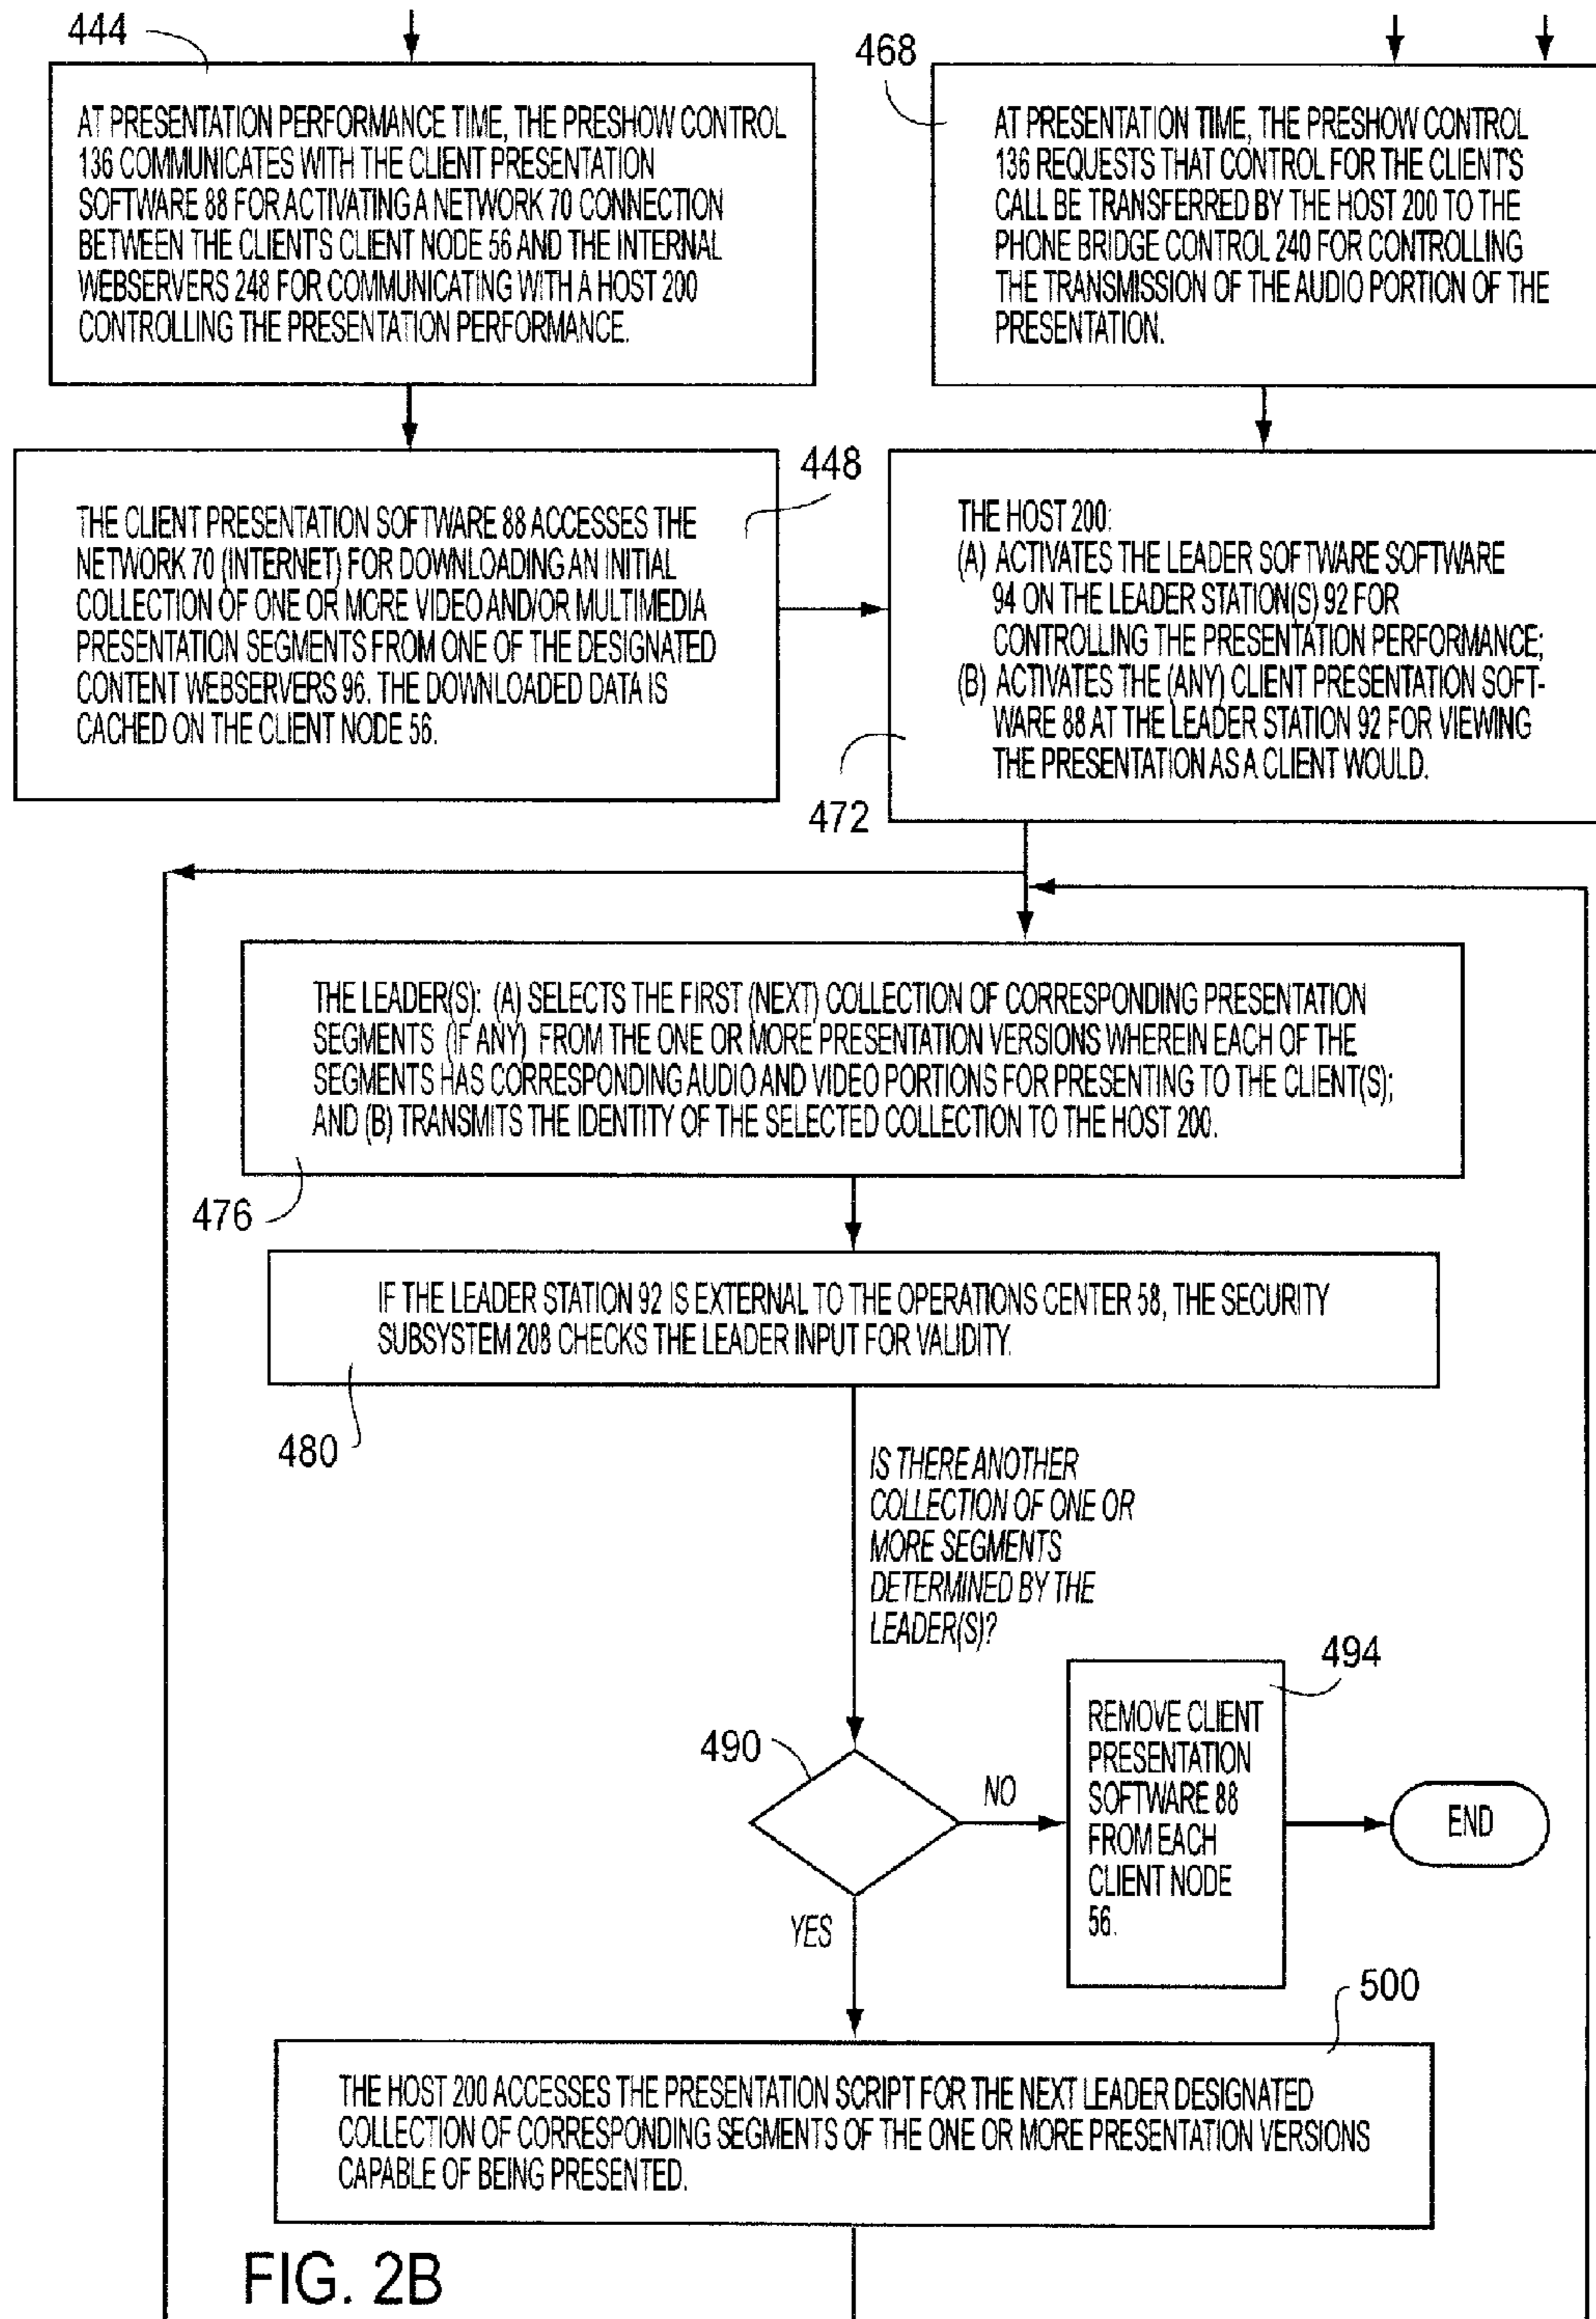 444
AT PRESENTATION PERFORMANCE TIME, THE PRESHOW CONTROL
136 COMMUNICATES WITH THE CLIENT PRESENTATION
SOFTWARE 88 FOR ACTIVATING A NETWORK 70 CONNECTION
BETWEEN THE CLIENT'S CLIENT NODE 56 AND THE INTERNAL
WEBSERVERS 248 FOR COMMUNICATING WITH A HOST 200
CONTROLLING THE PRESENTATION PERFORMANCE.
468
AT PRESENTATION TIME, THE PRESHOW CONTROL
136 REQUESTS THAT CONTROL FOR THE CLIENT'S
CALL BE TRANSFERRED BY THE HOST 200 TO THE
PHONE BRIDGE CONTROL 240 FOR CONTROLLING
THE TRANSMISSION OF THE AUDIO PORTION OF THE
PRESENTATION.
448
THE CLIENT PRESENTATION SOFTWARE 88 ACCESSES THE
NETWORK 70 (INTERNET) FOR DOWNLOADING AN INITIAL
COLLECTION OF ONE OR MORE VIDEO AND/OR MULTIMEDIA
PRESENTATION SEGMENTS FROM ONE OF THE DESIGNATED
CONTENT WEBSERVERS 96. THE DOWNLOADED DATA IS
CACHED ON THE CLIENT NODE 56.
THE HOST 200:
(A) ACTIVATES THE LEADER SOFTWARE SOFTWARE
94 ON THE LEADER STATION(S) 92 FOR
CONTROLLING THE PRESENTATION PERFORMANCE;
(B) ACTIVATES THE (ANY) CLIENT PRESENTATION SOFT-
WARE 88 AT THE LEADER STATION 92 FOR VIEWING
THE PRESENTATION AS A CLIENT WOULD.
472
THE LEADER(S): (A) SELECTS THE FIRST (NEXT) COLLECTION OF CORRESPONDING PRESENTATION
SEGMENTS (IF ANY) FROM THE ONE OR MORE PRESENTATION VERSIONS WHEREIN EACH OF THE
SEGMENTS HAS CORRESPONDING AUDIO AND VIDEO PORTIONS FOR PRESENTING TO THE CLIENT(S);
AND (B) TRANSMITS THE IDENTITY OF THE SELECTED COLLECTION TO THE HOST 200.
476
IF THE LEADER STATION 92 IS EXTERNAL TO THE OPERATIONS CENTER 58, THE SECURITY
SUBSYSTEM 208 CHECKS THE LEADER INPUT FOR VALIDITY.
480
IS THERE ANOTHER
COLLECTION OF ONE OR
MORE SEGMENTS
DETERMINED BY THE
LEADER(S)?
490
NO
YES
494
REMOVE CLIENT
PRESENTATION
SOFTWARE 88
FROM EACH
CLIENT NODE
56.
END
500
THE HOST 200 ACCESSES THE PRESENTATION SCRIPT FOR THE NEXT LEADER DESIGNATED
COLLECTION OF CORRESPONDING SEGMENTS OF THE ONE OR MORE PRESENTATION VERSIONS
CAPABLE OF BEING PRESENTED.
FIG. 2B